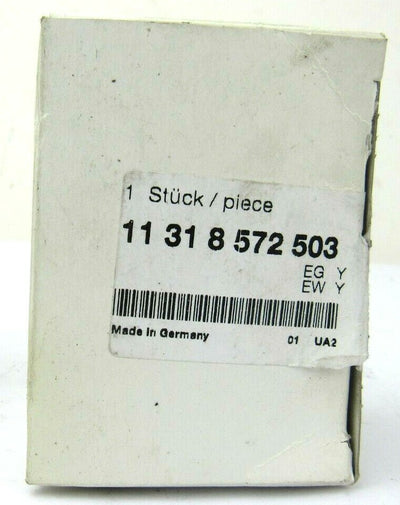 1 Stück / piece
11 31 8 572 503
EG Y
EW Y
Made in Germany 01 UA2